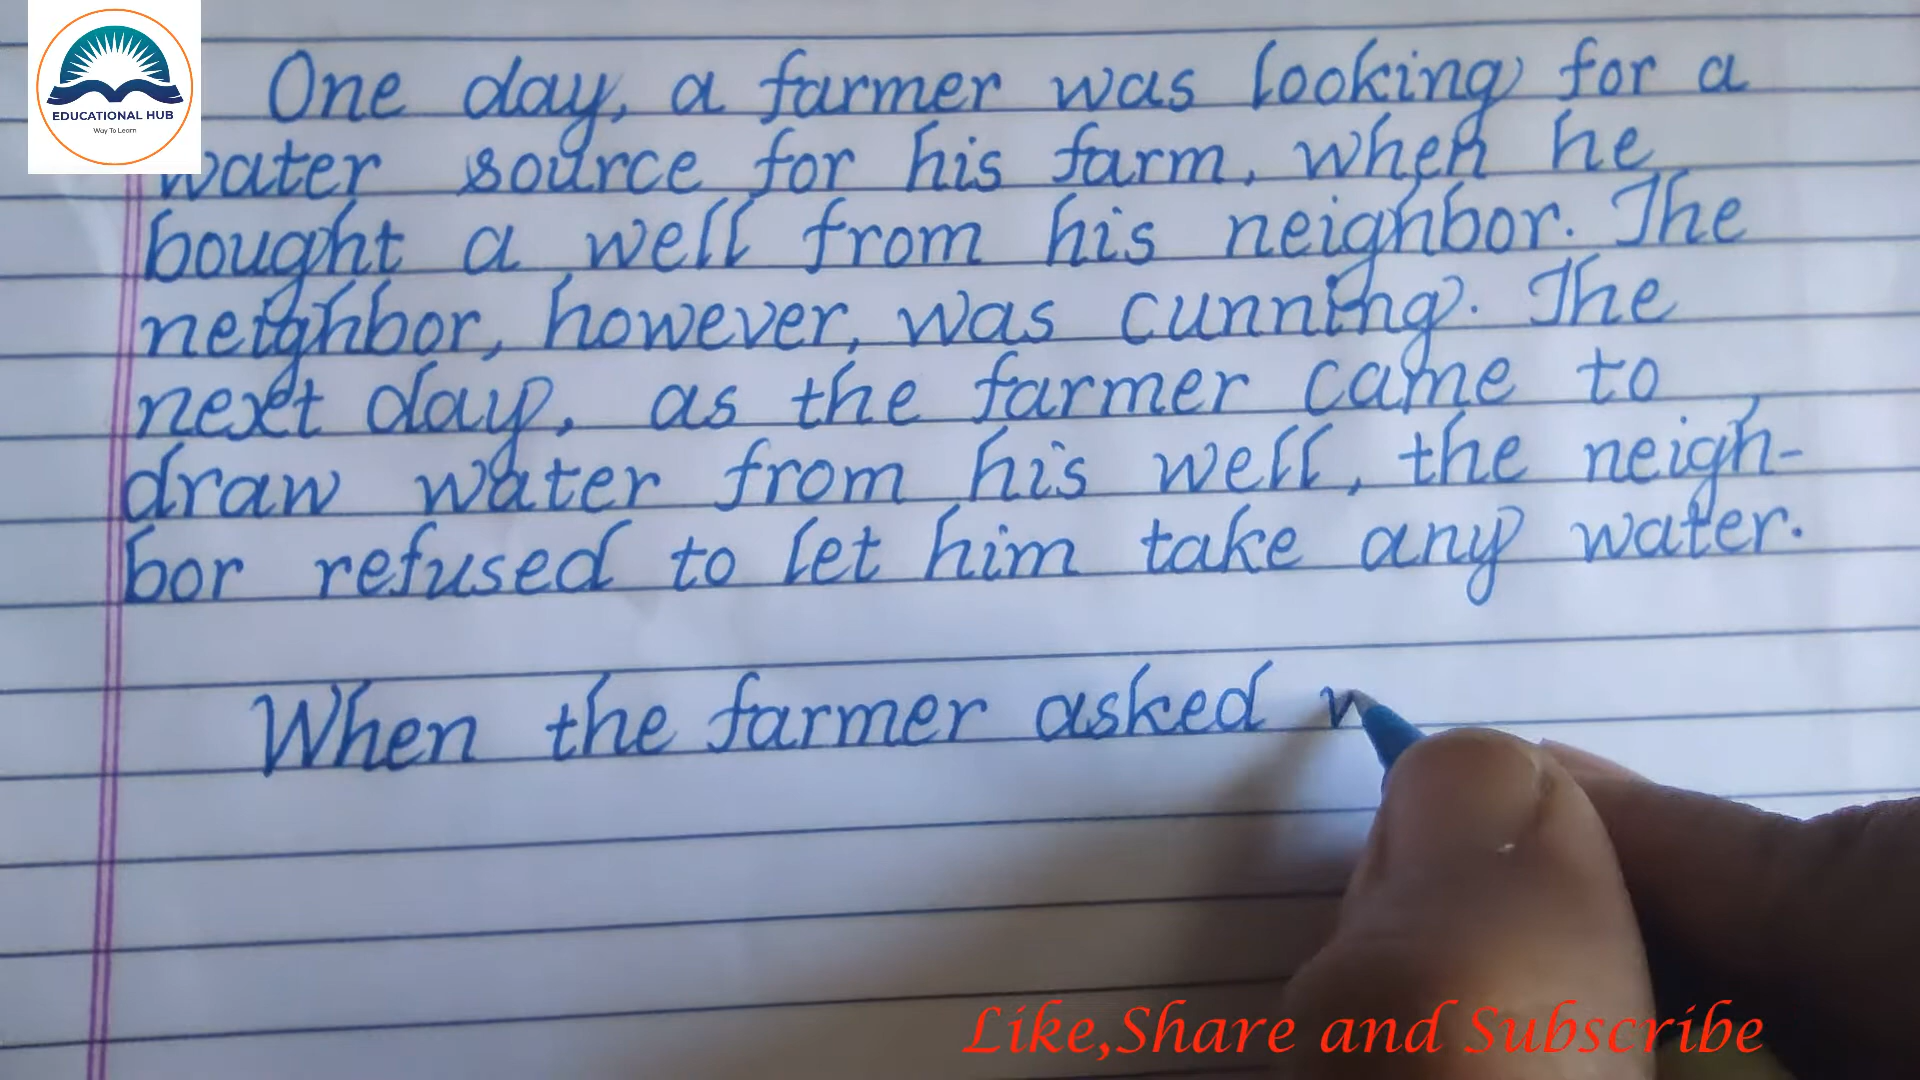 EDUCATIONAL HUB
Way To Learn
One day, a farmer was looking for a
water source for his farm, when he
bought a well from his neighbor. The
neighbor, however, was cunning. The
next day, as the farmer came to
draw water from his well, the neigh-
bor refused to let him take any water.
When the farmer asked
Like,Share and Subscribe